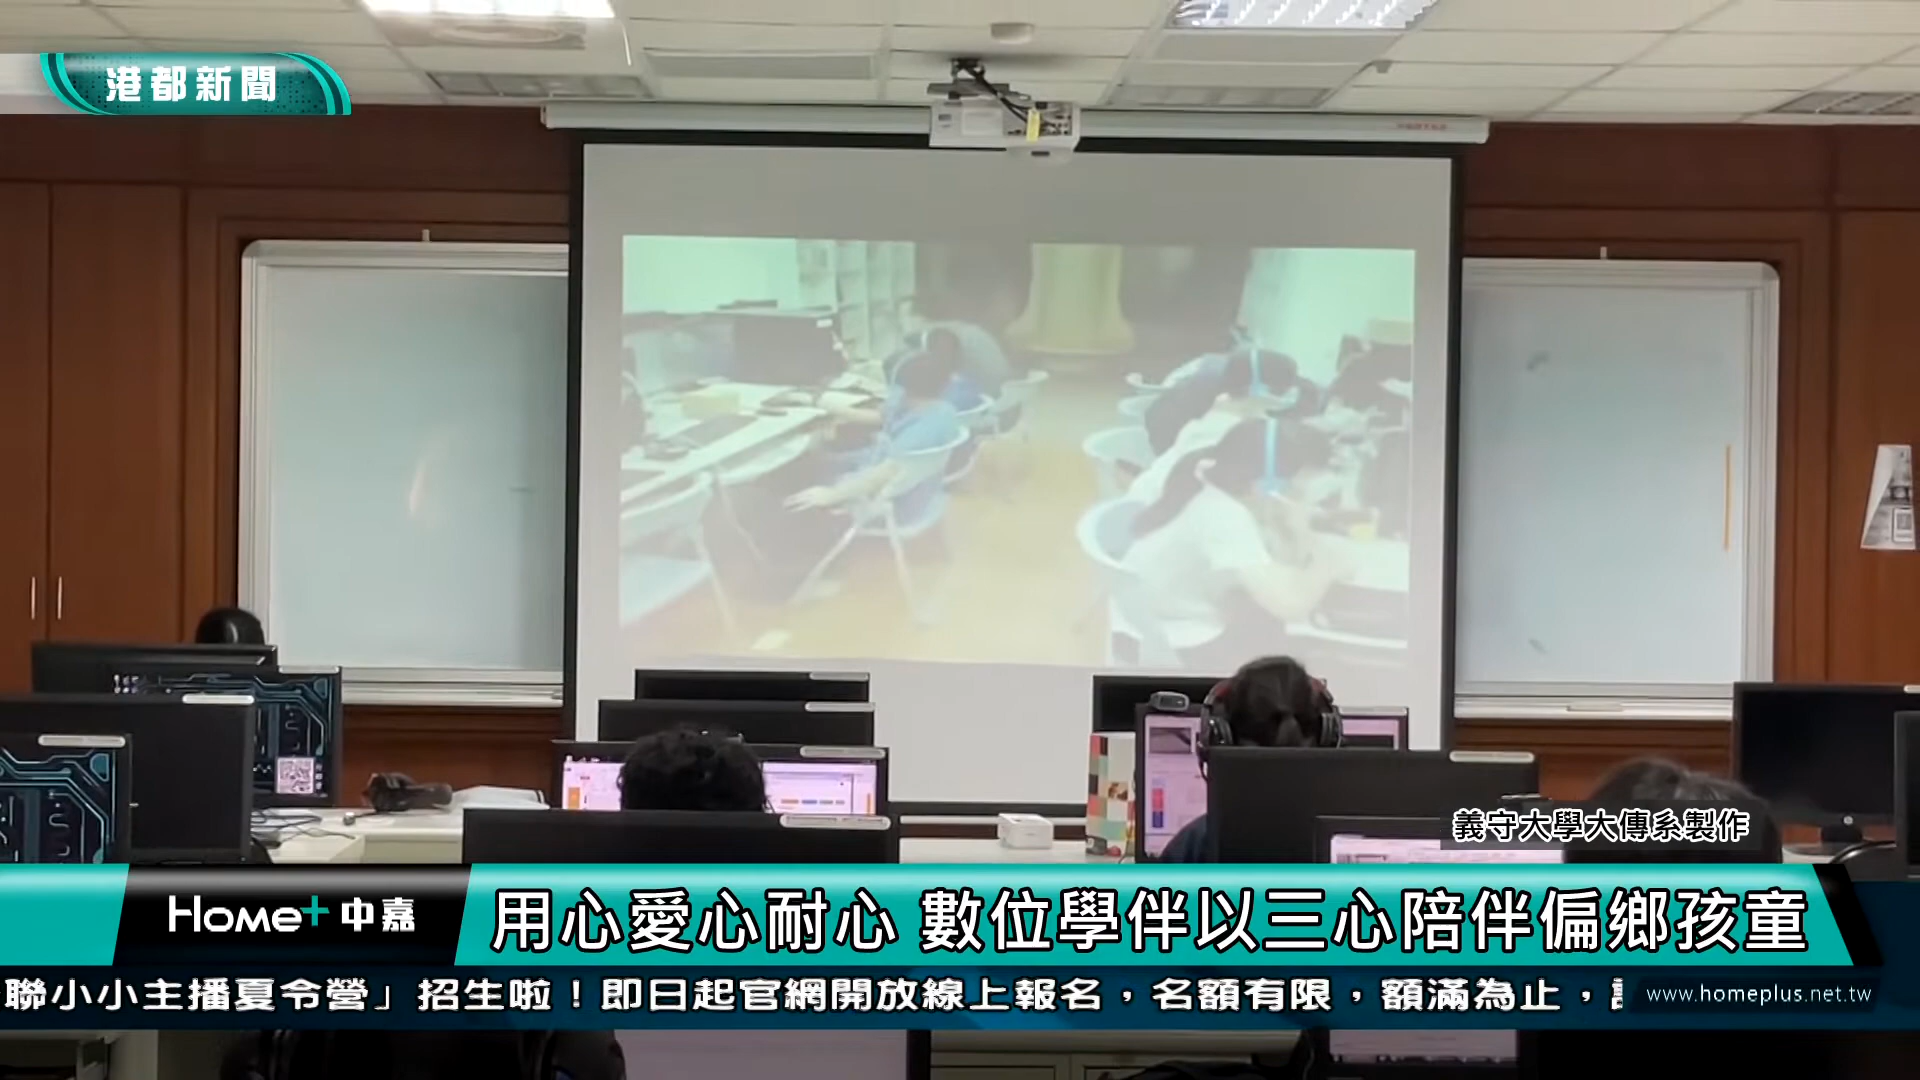 港都新聞
義守大學大傳系製作
Home+中嘉
用心愛心耐心 數位學伴以三心陪伴偏鄉孩童
聯小小主播夏令營」招生啦！即日起官網開放線上報名，名額有限，額滿為止，
www.homeplus.net.tw